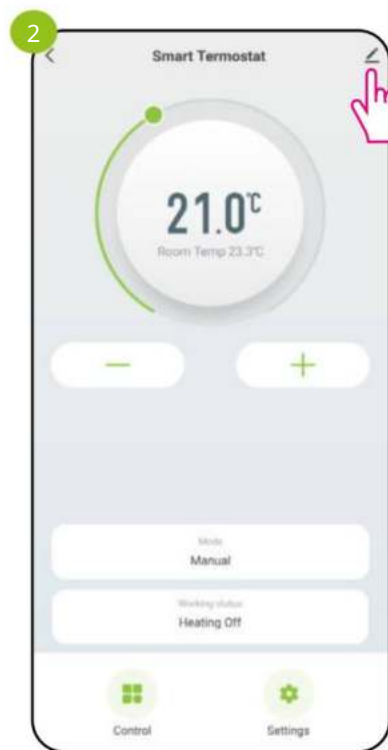 2
Smart Termostat
21.0℃
Room Temp 23.3℃
Mode
Manual
Working status
Heating Off
Control
Settings